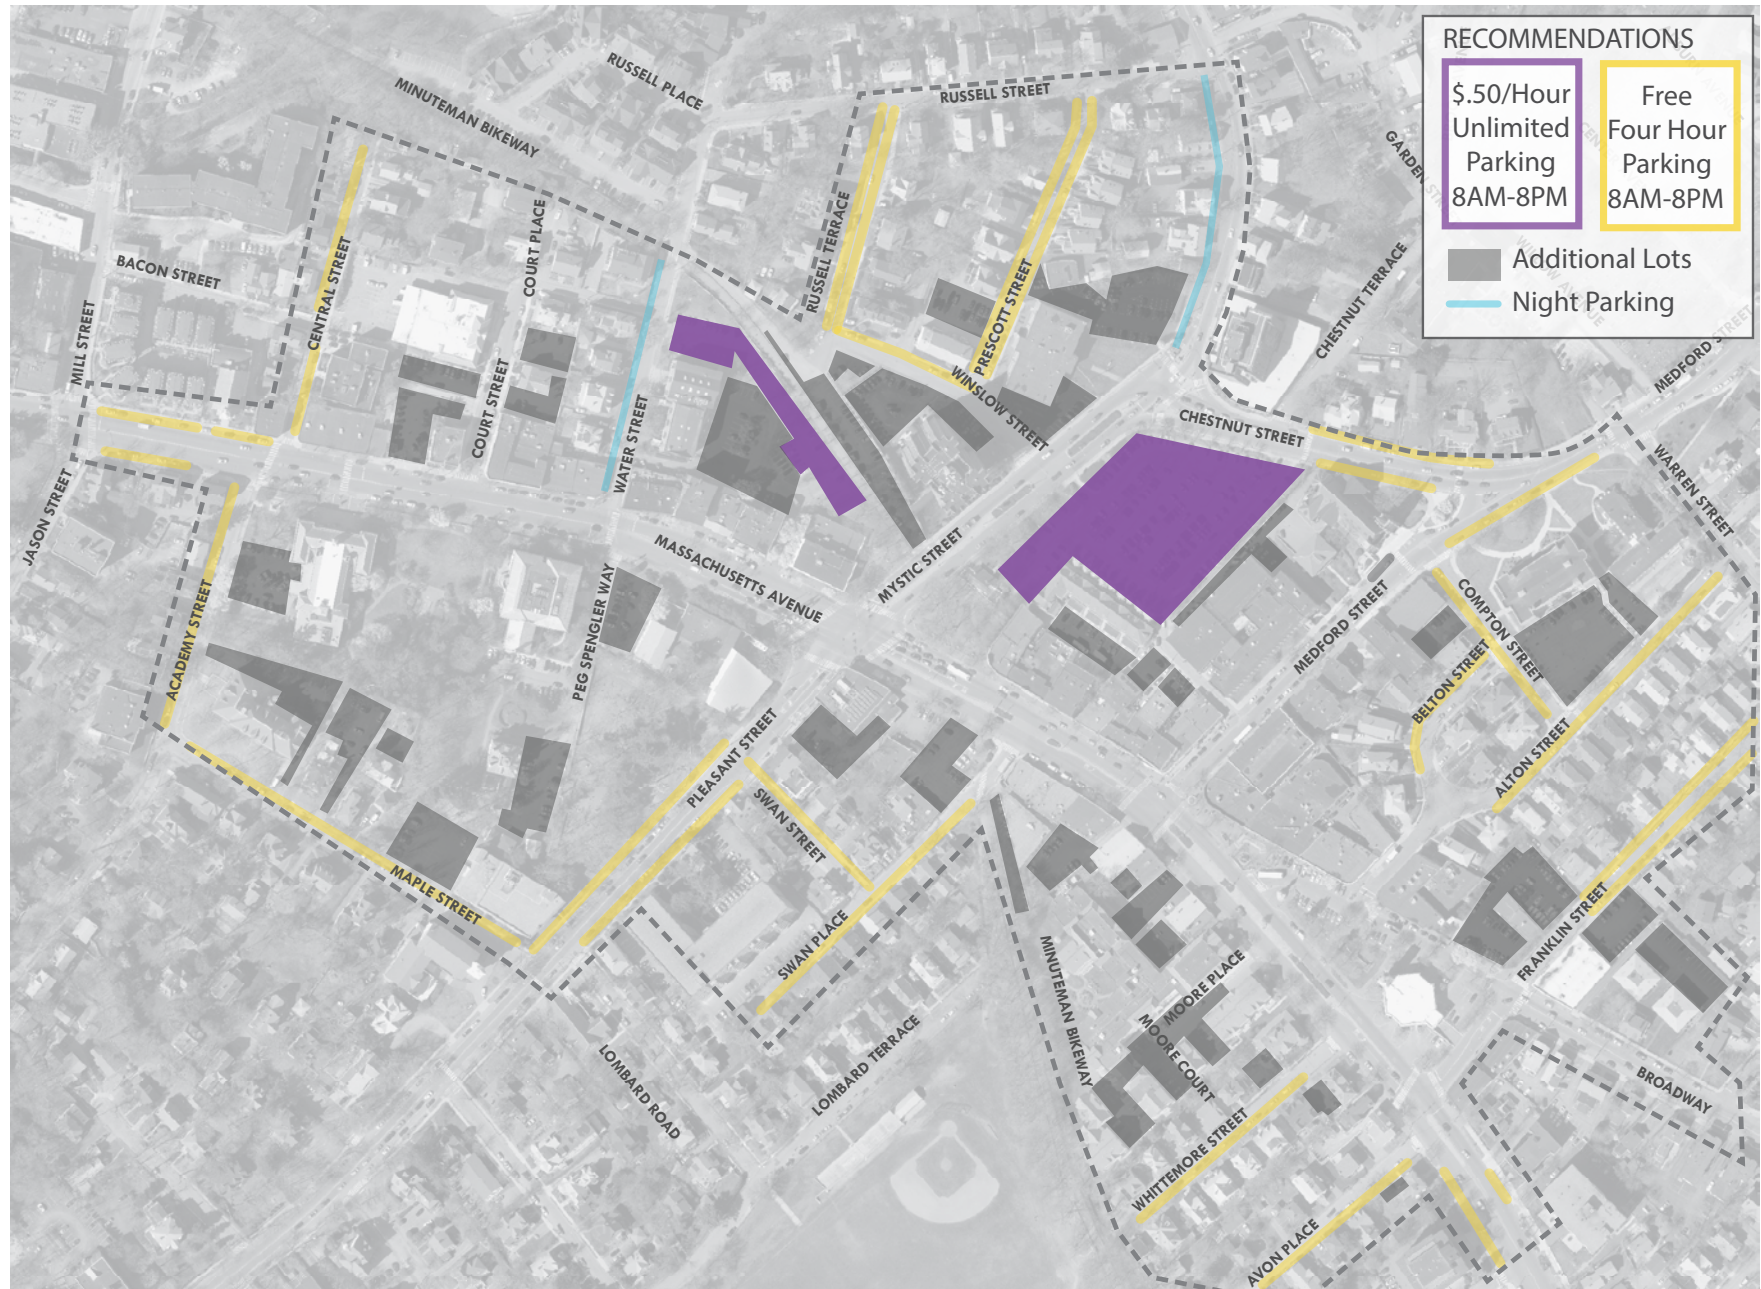 RECOMMENDATIONS
$.50/Hour
Unlimited
Parking
8AM-8PM
Free
Four Hour
Parking
8AM-8PM
Additional Lots
Night Parking
RUSSELL PLACE
MINUTEMAN BIKEWAY
RUSSELL STREET
COURT PLACE
BACON STREET
CENTRAL STREET
RUSSELL TERRACE
MILL STREET
PRESCOTT STREET
CHESTNUT TERRACE
MEDFORD STREET
COURT STREET
WATER STREET
WINSLOW STREET
CHESTNUT STREET
WARREN STREET
JASON STREET
MASSACHUSETTS AVENUE
MYSTIC STREET
ACADEMY STREET
PEG SPENGLER WAY
MEDFORD STREET
COMPTON STREET
BELTON STREET
ALTON STREET
PLEASANT STREET
SWAN STREET
MAPLE STREET
SWAN PLACE
FRANKLIN STREET
MINUTEMAN BIKEWAY
MOORE PLACE
MOORE COURT
LOMBARD ROAD
LOMBARD TERRACE
BROADWAY
WHITTEMORE STREET
AVON PLACE